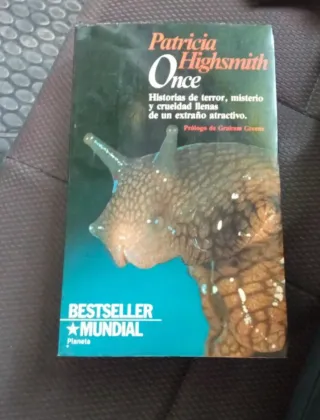 Patricia
Highsmith
Once
Historias de terror, misterio
y crueldad llenas
de un extraño atractivo.
Prólogo de Graham Greene
BESTSELLER
★MUNDIAL
Planeta